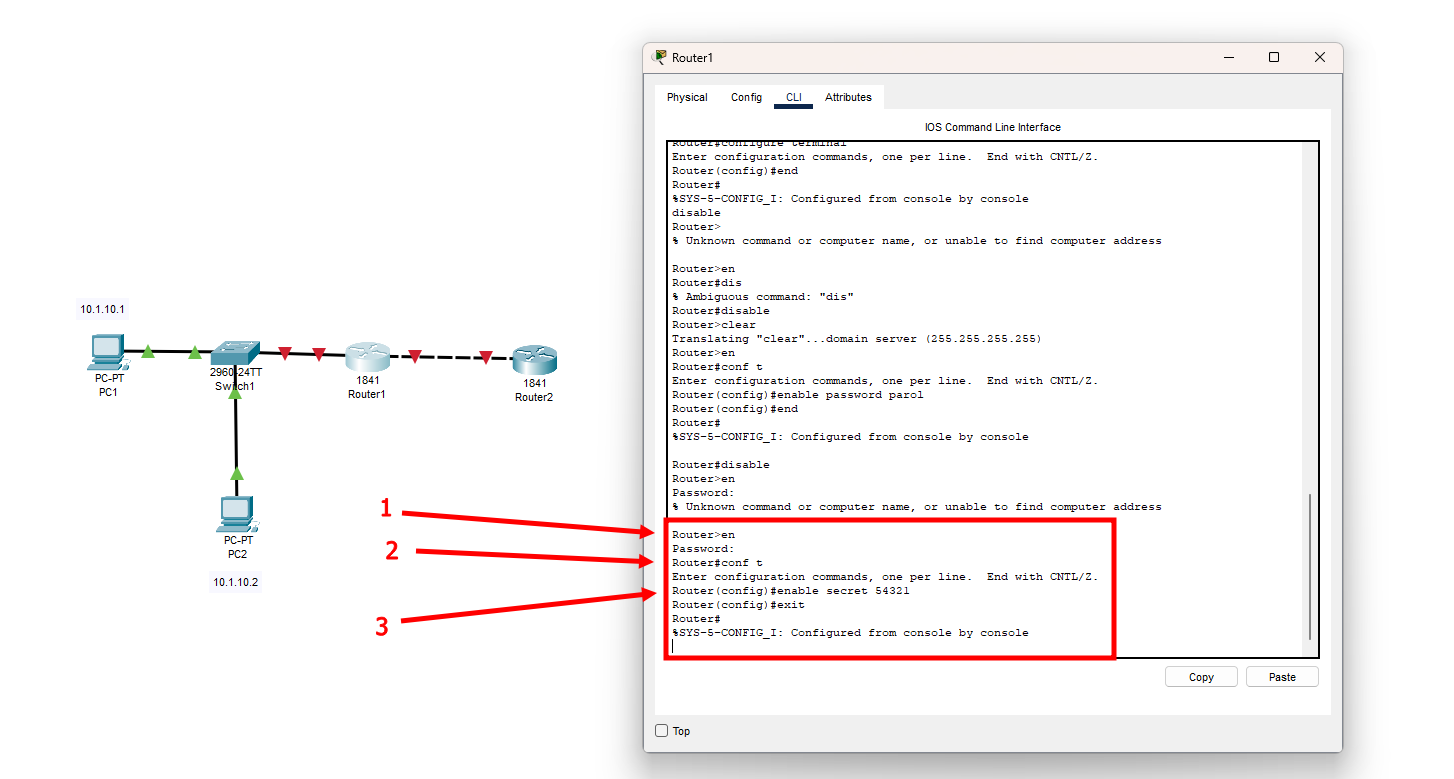 10.1.10.1
PC-PT
PC1
2960-24TT
Switch1
1841
Router1
1841
Router2
PC-PT
PC2
10.1.10.2
1
2
3
Router1
Physical Config CLI Attributes
IOS Command Line Interface
Router#configure terminal
Enter configuration commands, one per line. End with CNTL/Z.
Router(config)#end
Router#
%SYS-5-CONFIG_I: Configured from console by console
disable
Router>
% Unknown command or computer name, or unable to find computer address
Router>en
Router#dis
% Ambiguous command: "dis"
Router#disable
Router>clear
Translating "clear"...domain server (255.255.255.255)
Router>en
Router#conf t
Enter configuration commands, one per line. End with CNTL/Z.
Router(config)#enable password parol
Router(config)#end
Router#
%SYS-5-CONFIG_I: Configured from console by console
Router#disable
Router>en
Password:
% Unknown command or computer name, or unable to find computer address
Router>en
Password:
Router#conf t
Enter configuration commands, one per line. End with CNTL/Z.
Router(config)#enable secret 54321
Router(config)#exit
Router#
%SYS-5-CONFIG_I: Configured from console by console
Copy Paste
Top